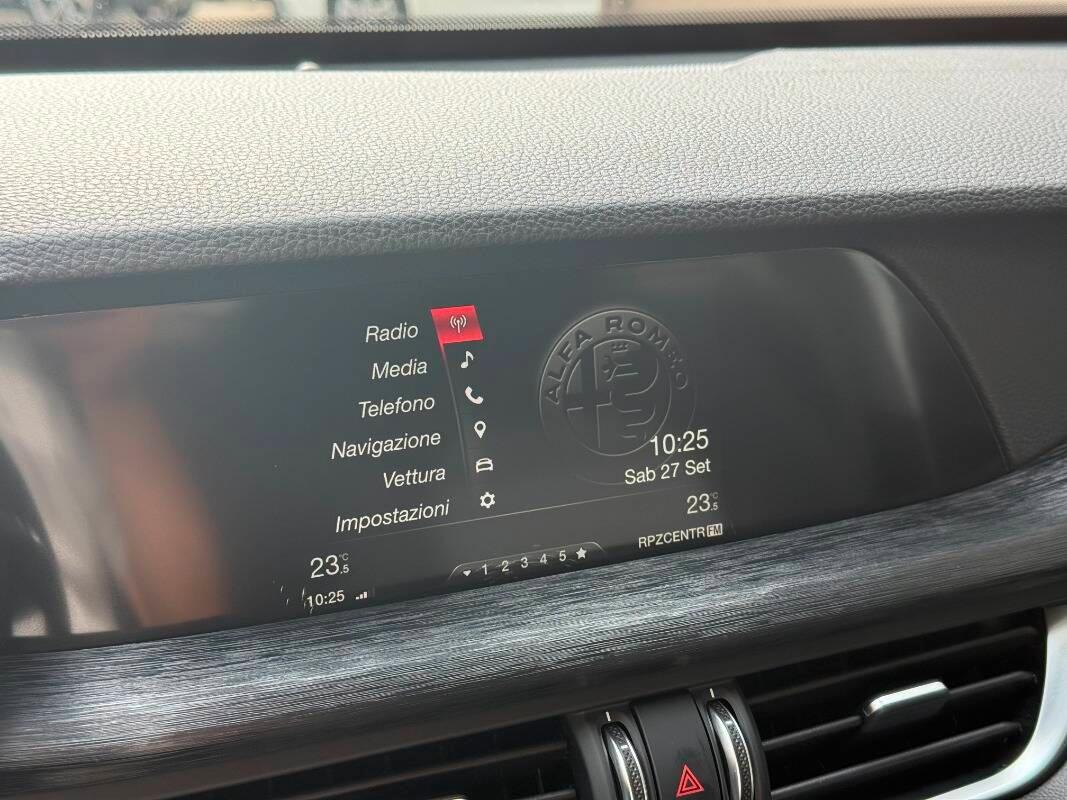 Radio
Media
Telefono
Navigazione
Vettura
Impostazioni
ALFA ROMEO
10:25
Sab 27 Set
23.5 °C
23.5 °C
1 2 3 4 5
RPZCENTR FM
10:25